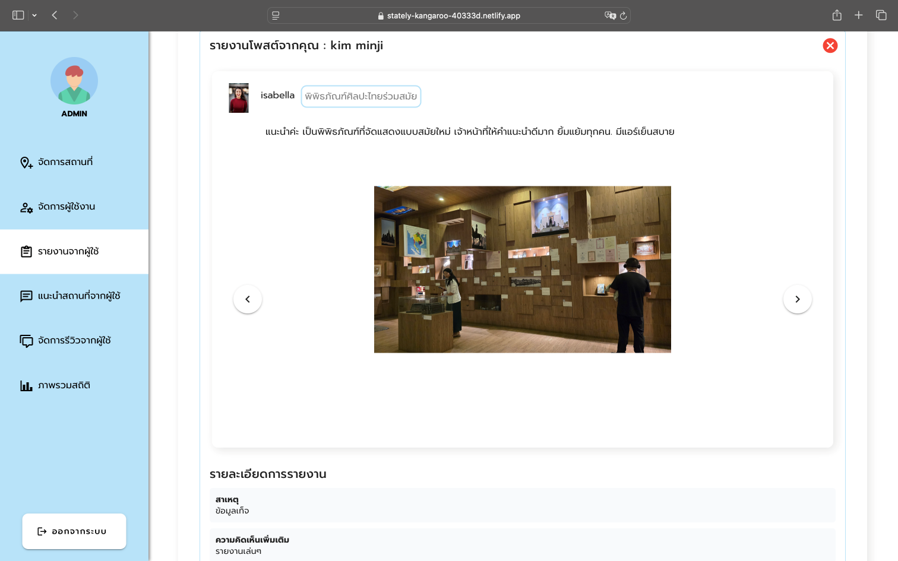 stately-kangaroo-40333d.netlify.app
รายงานโพสต์จากคุณ : kim minji
isabella พิพิธภัณฑ์ศิลปะไทยร่วมสมัย
แนะนำค่ะ เป็นพิพิธภัณฑ์ที่จัดแสดงแบบสมัยใหม่ เจ้าหน้าที่ให้คำแนะนำดีมาก ยิ้มแย้มทุกคน. มีแอร์เย็นสบาย
ADMIN
จัดการสถานที่
จัดการผู้ใช้งาน
รายงานจากผู้ใช้
แนะนำสถานที่จากผู้ใช้
จัดการรีวิวจากผู้ใช้
ภาพรวมสถิติ
ออกจากระบบ
รายละเอียดการรายงาน
สาเหตุ
ข้อมูลเท็จ
ความคิดเห็นเพิ่มเติม
รายงานเล่นๆ